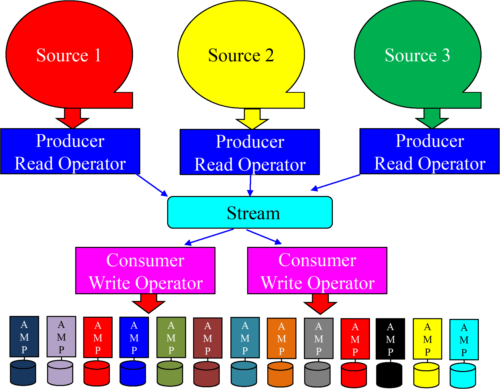 Source 1
Source 2
Source 3
Producer
Read Operator
Producer
Read Operator
Producer
Read Operator
Stream
Consumer
Write Operator
Consumer
Write Operator
AMP
AMP
AMP
AMP
AMP
AMP
AMP
AMP
AMP
AMP
AMP
AMP
AMP